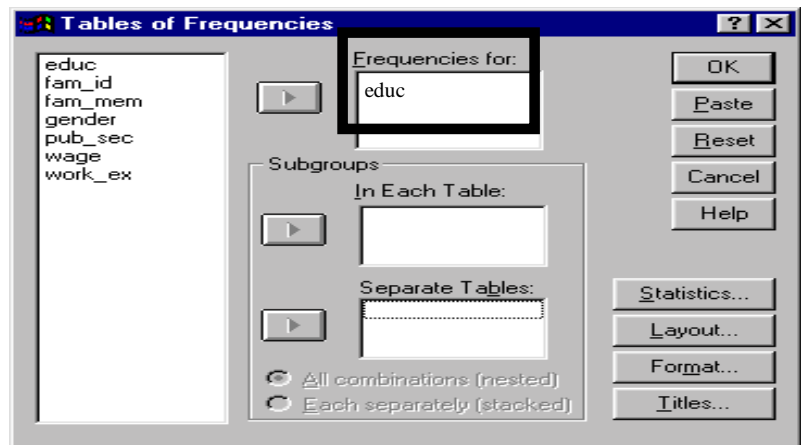 Tables of Frequencies
educ
fam_id
fam_mem
gender
pub_sec
wage
work_ex
Frequencies for:
educ
Subgroups
In Each Table:
Separate Tables:
All combinations (nested)
Each separately (stacked)
OK
Paste
Reset
Cancel
Help
Statistics...
Layout...
Format...
Titles...